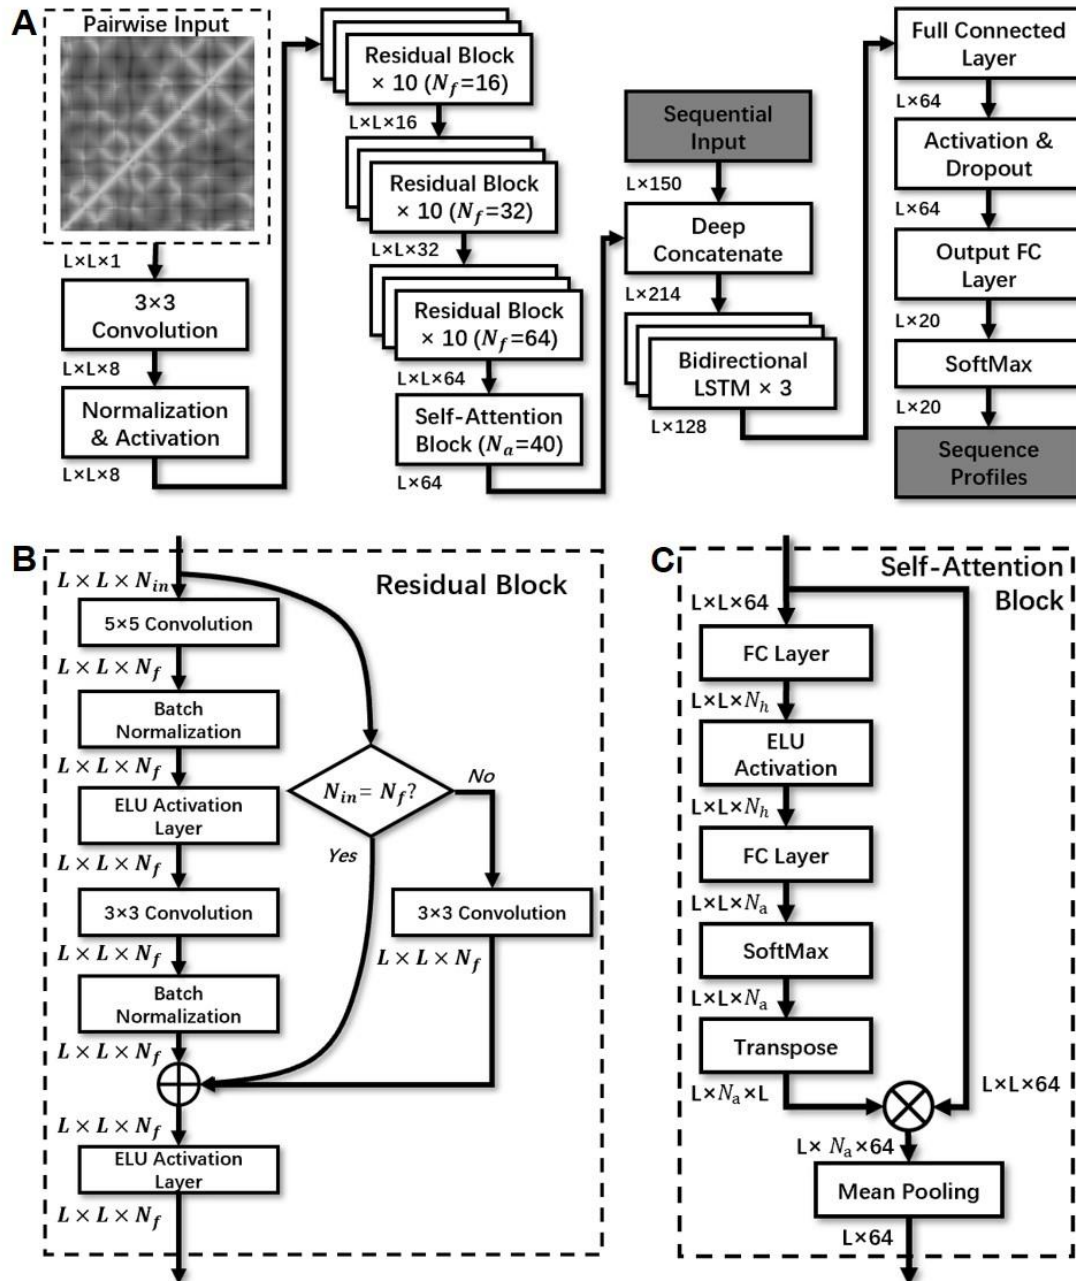 A
Pairwise Input
L×L×1
3×3
Convolution
L×L×8
Normalization
& Activation
L×L×8
Residual Block
× 10 (N_f=16)
L×L×16
Residual Block
× 10 (N_f=32)
L×L×32
Residual Block
× 10 (N_f=64)
L×L×64
Self-Attention
Block (N_a=40)
L×64
Sequential
Input
L×150
Deep
Concatenate
L×214
Bidirectional
LSTM × 3
L×128
Full Connected
Layer
L×64
Activation &
Dropout
L×64
Output FC
Layer
L×20
SoftMax
L×20
Sequence
Profiles
B
Residual Block
L × L × N_in
5×5 Convolution
L × L × N_f
Batch
Normalization
L × L × N_f
ELU Activation
Layer
L × L × N_f
3×3 Convolution
L × L × N_f
Batch
Normalization
L × L × N_f
L × L × N_f
ELU Activation
Layer
L × L × N_f
N_in = N_f?
No
Yes
3×3 Convolution
L × L × N_f
C
Self-Attention
Block
L×L×64
FC Layer
L×L×N_h
ELU
Activation
L×L×N_h
FC Layer
L×L×N_a
SoftMax
L×L×N_a
Transpose
L×N_a×L
L×L×64
L× N_a×64
Mean Pooling
L×64